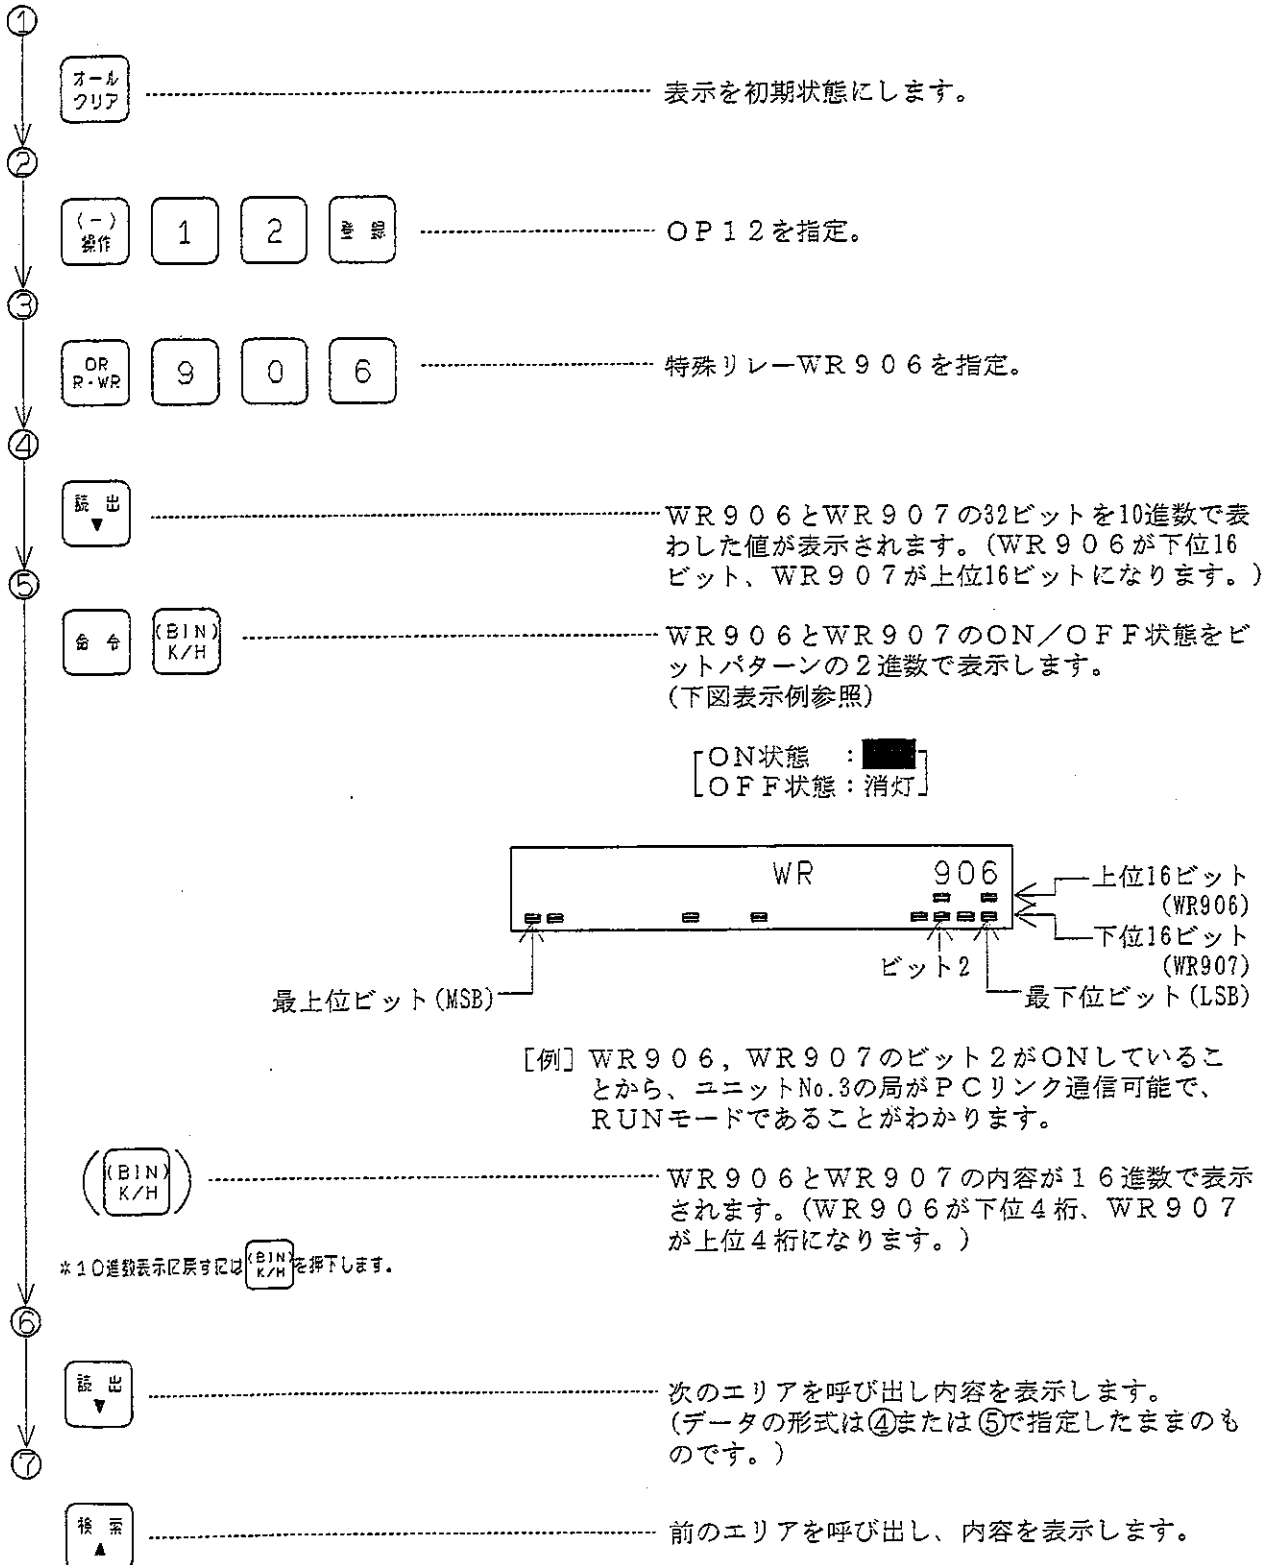 ①
オール
クリア
表示を初期状態にします。
②
(-)
操作
1
2
登 録
OP12を指定。
③
OR
R・WR
9
0
6
特殊リレーWR906を指定。
④
読 出
▼
WR906とWR907の32ビットを10進数で表
わした値が表示されます。(WR906が下位16
ビット、WR907が上位16ビットになります。)
⑤
命 令
(BIN)
K/H
WR906とWR907のON/OFF状態をビ
ットパターンの2進数で表示します。
(下図表示例参照)
ON状態 :
OFF状態:消灯
WR 906
上位16ビット
(WR906)
下位16ビット
(WR907)
ビット2
最上位ビット(MSB)
最下位ビット(LSB)
[例] WR906,WR907のビット2がONしているこ
とから、ユニットNo.3の局がPCリンク通信可能で、
RUNモードであることがわかります。
(BIN)
K/H
WR906とWR907の内容が16進数で表示
されます。(WR906が下位4桁、WR907
が上位4桁になります。)
*10進数表示に戻すには(BIN)K/Hを押下します。
⑥
読 出
▼
次のエリアを呼び出し内容を表示します。
(データの形式は④または⑤で指定したままのも
のです。)
⑦
検 索
▲
前のエリアを呼び出し、内容を表示します。